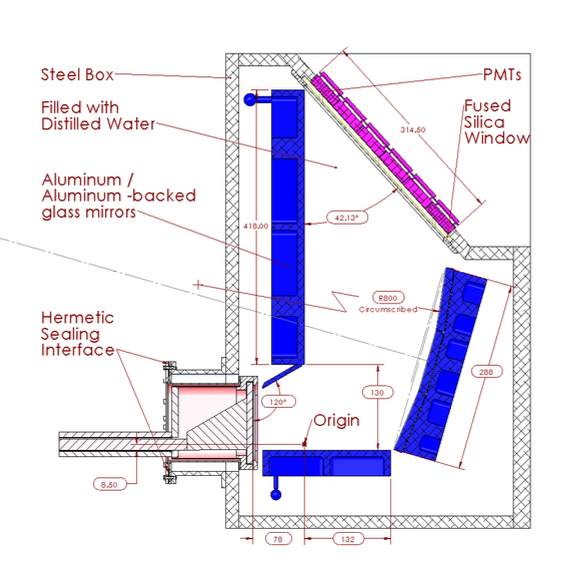 Steel Box
PMTs
Filled with
Distilled Water
Fused
Silica
Window
314.50
Aluminum /
Aluminum -backed
glass mirrors
42.13°
418.00
R800
Circumscribed
Hermetic
Sealing
Interface
288
130
120°
Origin
8.50
78
132